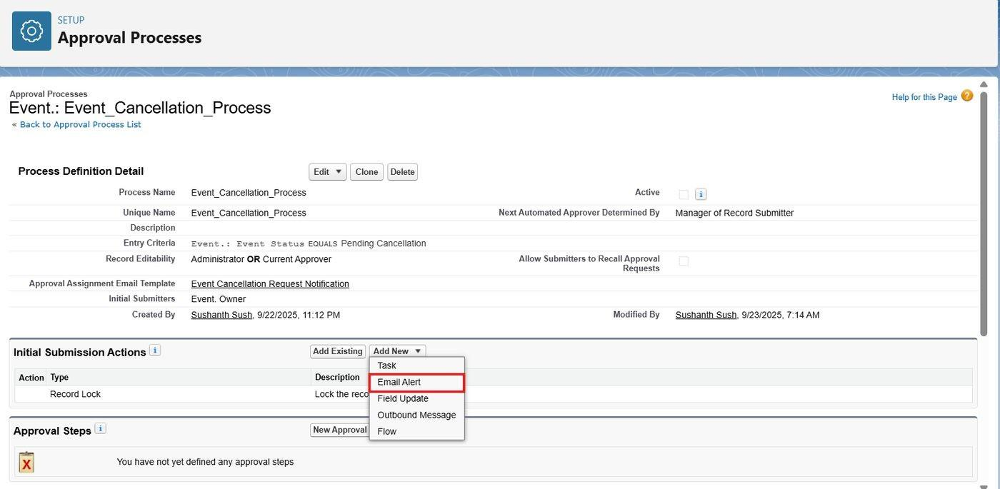 SETUP
Approval Processes
Approval Processes
Help for this Page ?
Event.: Event_Cancellation_Process
« Back to Approval Process List
Process Definition Detail Edit Clone Delete
Process Name Event_Cancellation_Process Active i
Unique Name Event_Cancellation_Process Next Automated Approver Determined By Manager of Record Submitter
Description
Entry Criteria Event.: Event Status EQUALS Pending Cancellation
Record Editability Administrator OR Current Approver Allow Submitters to Recall Approval
Requests
Approval Assignment Email Template Event Cancellation Request Notification
Initial Submitters Event. Owner
Created By Sushanth Sush, 9/22/2025, 11:12 PM Modified By Sushanth Sush, 9/23/2025, 7:14 AM
Initial Submission Actions i Add Existing Add New
Task
Action Type Description
Email Alert
Record Lock Lock the reco
Field Update
Outbound Message
Approval Steps i New Approval
Flow
X You have not yet defined any approval steps